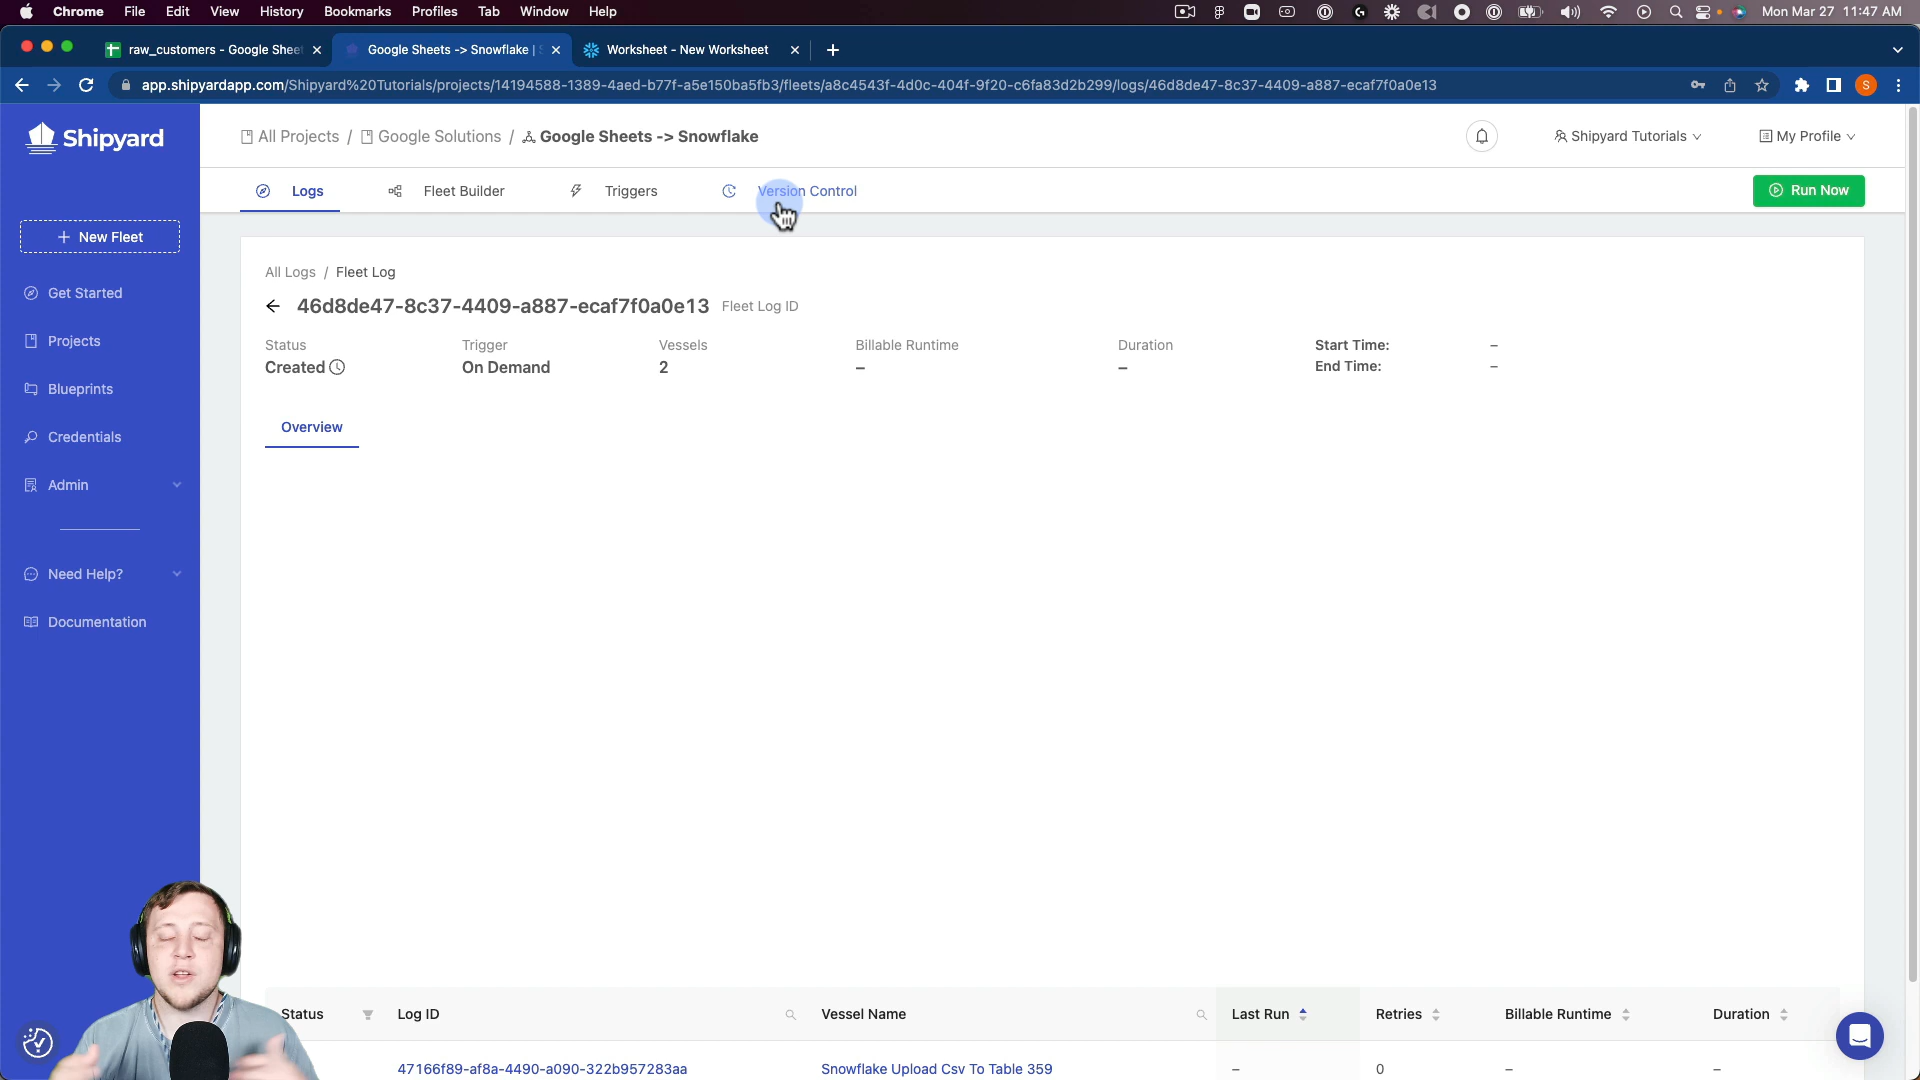 Chrome File Edit View History Bookmarks Profiles Tab Window Help Mon Mar 27 11:47 AM
raw_customers - Google Shee Google Sheets -> Snowflake | Worksheet - New Worksheet
app.shipyardapp.com/Shipyard%20Tutorials/projects/14194588-1389-4aed-b77f-a5e150ba5fb3/fleets/a8c4543f-4d0c-404f-9f20-c6fa83d2b299/logs/46d8de47-8c37-4409-a887-ecaf7f0a0e13 S
Shipyard
All Projects / Google Solutions / Google Sheets -> Snowflake
Shipyard Tutorials My Profile
Logs Fleet Builder Triggers Version Control Run Now
+ New Fleet
Get Started
Projects
Blueprints
Credentials
Admin
Need Help?
Documentation
All Logs / Fleet Log
46d8de47-8c37-4409-a887-ecaf7f0a0e13 Fleet Log ID
Status Trigger Vessels Billable Runtime Duration Start Time: –
Created On Demand 2 – – End Time: –
Overview
Status Log ID Vessel Name Last Run Retries Billable Runtime Duration
47166f89-af8a-4490-a090-322b957283aa Snowflake Upload Csv To Table 359 – 0 – –